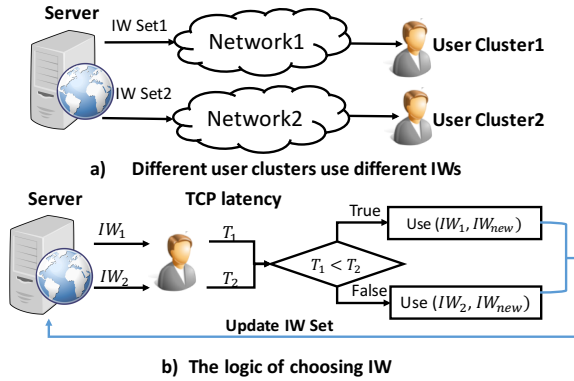 Server
IW Set1
Network1
User Cluster1
IW Set2
Network2
User Cluster2
a) Different user clusters use different IWs
Server
TCP latency
IW₁
T₁
IW₂
T₂
T₁ < T₂
True
Use (IW₁, IWₙₑw)
False
Use (IW₂, IWₙₑw)
Update IW Set
b) The logic of choosing IW